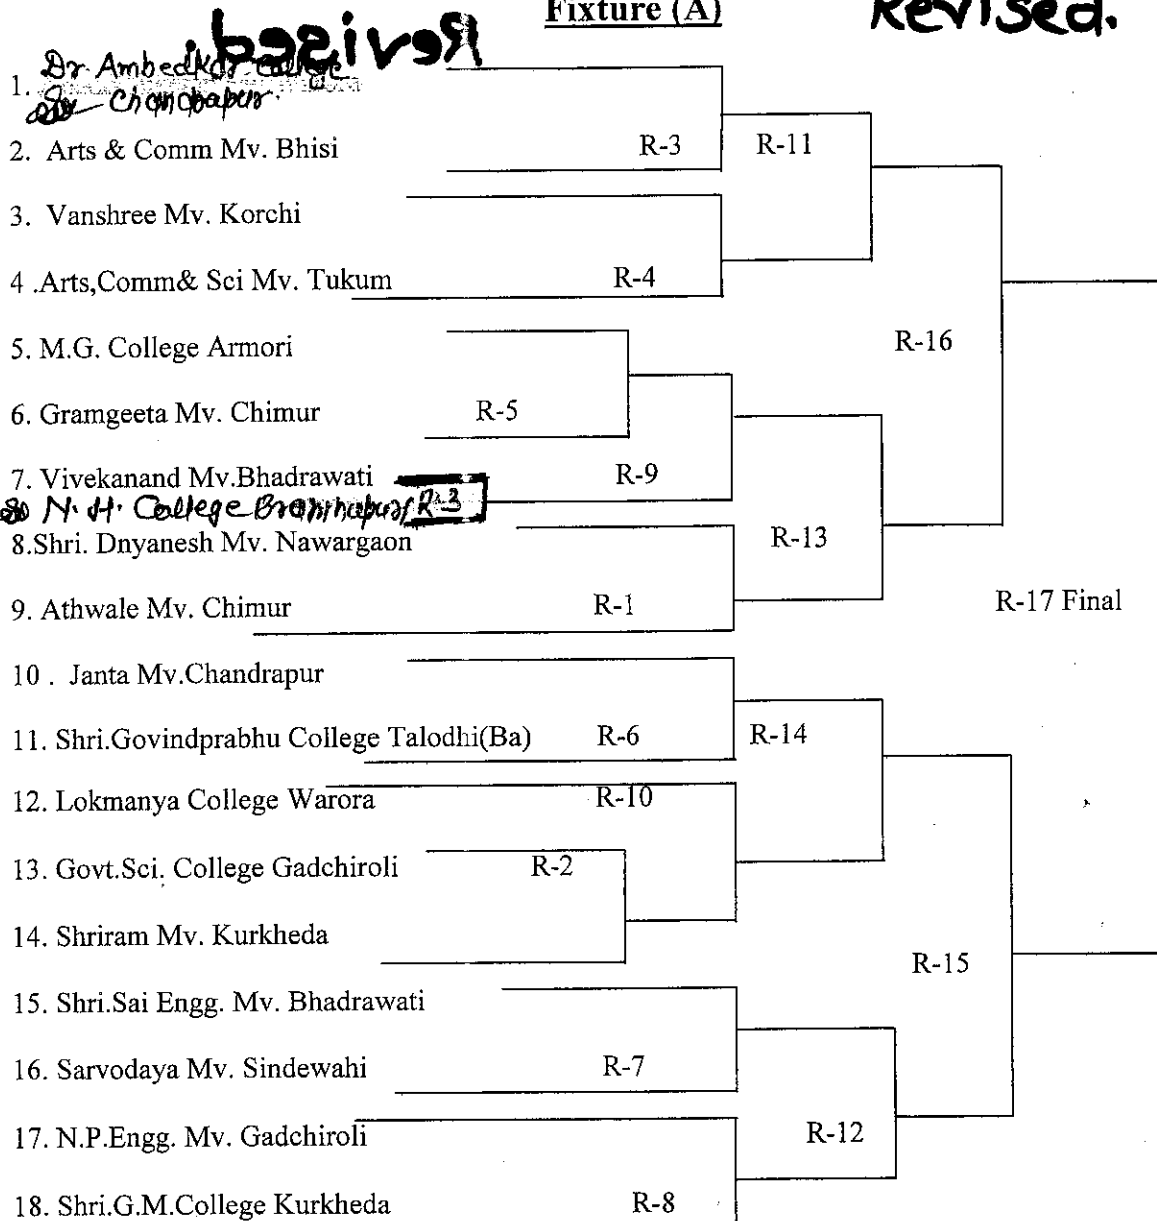 Fixture (A)
Revised.
Revised.
1. Dr. Ambedkar College
Chandrapur.
2. Arts & Comm Mv. Bhisi R-3 R-11
3. Vanshree Mv. Korchi
4 .Arts,Comm& Sci Mv. Tukum R-4
5. M.G. College Armori R-16
6. Gramgeeta Mv. Chimur R-5
7. Vivekanand Mv.Bhadrawati R-9
N. H. College Bramhapuri R-3
8.Shri. Dnyanesh Mv. Nawargaon R-13
9. Athwale Mv. Chimur R-1 R-17 Final
10 . Janta Mv.Chandrapur
11. Shri.Govindprabhu College Talodhi(Ba) R-6 R-14
12. Lokmanya College Warora R-10
13. Govt.Sci. College Gadchiroli R-2
14. Shriram Mv. Kurkheda
R-15
15. Shri.Sai Engg. Mv. Bhadrawati
16. Sarvodaya Mv. Sindewahi R-7
17. N.P.Engg. Mv. Gadchiroli R-12
18. Shri.G.M.College Kurkheda R-8